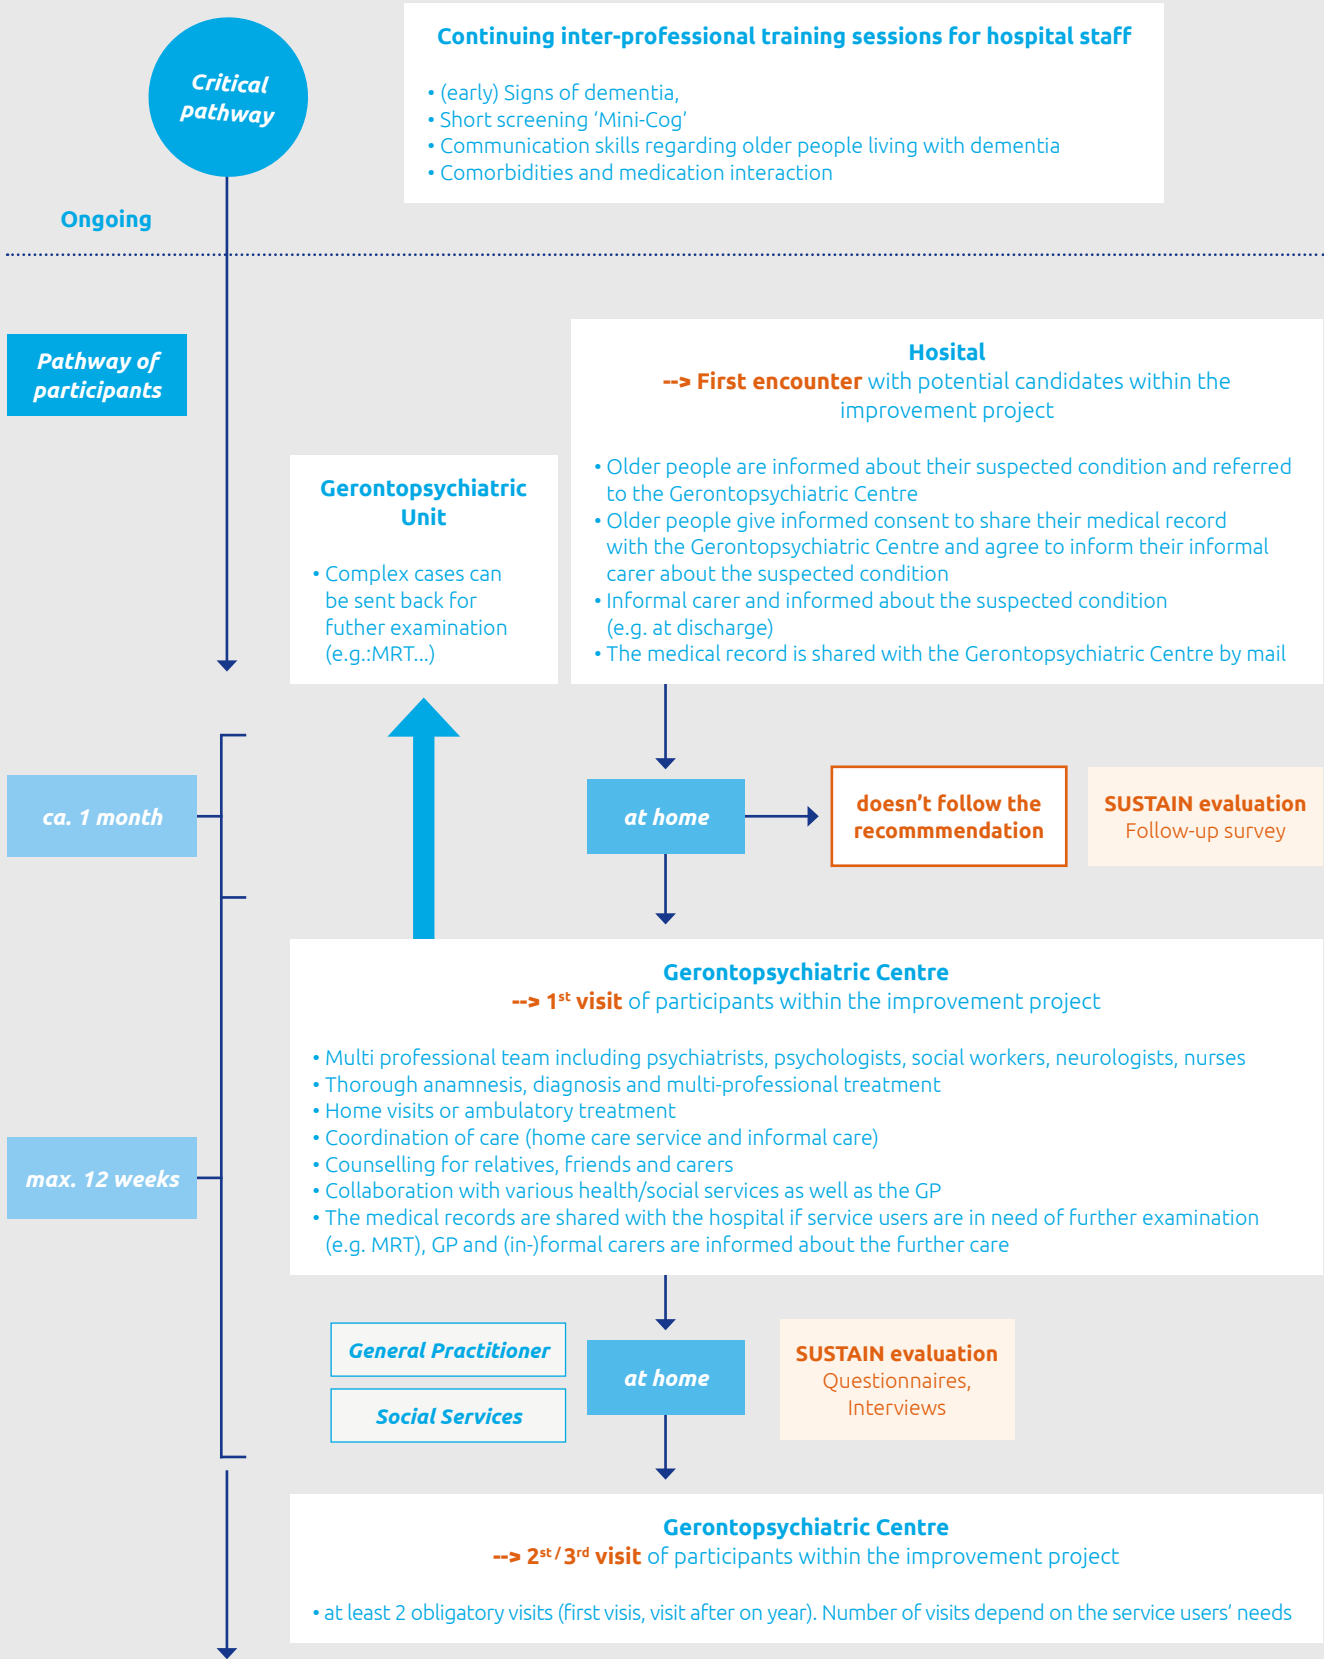 Critical
pathway
Continuing inter-professional training sessions for hospital staff
• (early) Signs of dementia,
• Short screening ‘Mini-Cog’
• Communication skills regarding older people living with dementia
• Comorbidities and medication interaction
Ongoing
Pathway of
participants
Hosital
--> First encounter with potential candidates within the
improvement project
• Older people are informed about their suspected condition and referred
to the Gerontopsychiatric Centre
• Older people give informed consent to share their medical record
with the Gerontopsychiatric Centre and agree to inform their informal
carer about the suspected condition
• Informal carer and informed about the suspected condition
(e.g. at discharge)
• The medical record is shared with the Gerontopsychiatric Centre by mail
Gerontopsychiatric
Unit
• Complex cases can
be sent back for
futher examination
(e.g.:MRT...)
ca. 1 month
at home
doesn’t follow the
recommmendation
SUSTAIN evaluation
Follow-up survey
Gerontopsychiatric Centre
--> 1st visit of participants within the improvement project
• Multi professional team including psychiatrists, psychologists, social workers, neurologists, nurses
• Thorough anamnesis, diagnosis and multi-professional treatment
• Home visits or ambulatory treatment
• Coordination of care (home care service and informal care)
• Counselling for relatives, friends and carers
• Collaboration with various health/social services as well as the GP
• The medical records are shared with the hospital if service users are in need of further examination
(e.g. MRT), GP and (in-)formal carers are informed about the further care
max. 12 weeks
General Practitioner
Social Services
at home
SUSTAIN evaluation
Questionnaires,
Interviews
Gerontopsychiatric Centre
--> 2st / 3rd visit of participants within the improvement project
• at least 2 obligatory visits (first visis, visit after on year). Number of visits depend on the service users’ needs